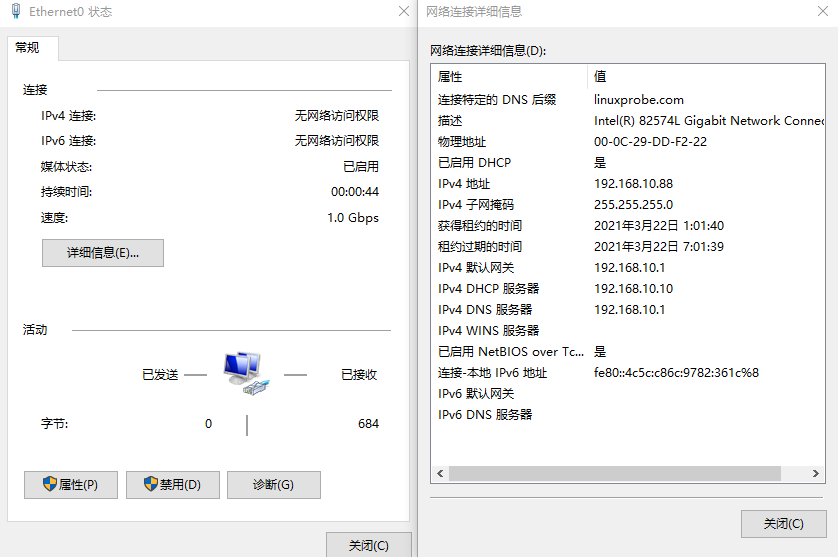 Ethernet0 状态
常规
连接
IPv4 连接: 无网络访问权限
IPv6 连接: 无网络访问权限
媒体状态: 已启用
持续时间: 00:00:44
速度: 1.0 Gbps
详细信息(E)...
活动
已发送 已接收
字节: 0 684
属性(P) 禁用(D) 诊断(G)
关闭(C)
网络连接详细信息
网络连接详细信息(D):
属性 值
连接特定的 DNS 后缀 linuxprobe.com
描述 Intel(R) 82574L Gigabit Network Connec
物理地址 00-0C-29-DD-F2-22
已启用 DHCP 是
IPv4 地址 192.168.10.88
IPv4 子网掩码 255.255.255.0
获得租约的时间 2021年3月22日 1:01:40
租约过期的时间 2021年3月22日 7:01:39
IPv4 默认网关 192.168.10.1
IPv4 DHCP 服务器 192.168.10.10
IPv4 DNS 服务器 192.168.10.1
IPv4 WINS 服务器
已启用 NetBIOS over Tc... 是
连接-本地 IPv6 地址 fe80::4c5c:c86c:9782:361c%8
IPv6 默认网关
IPv6 DNS 服务器
关闭(C)